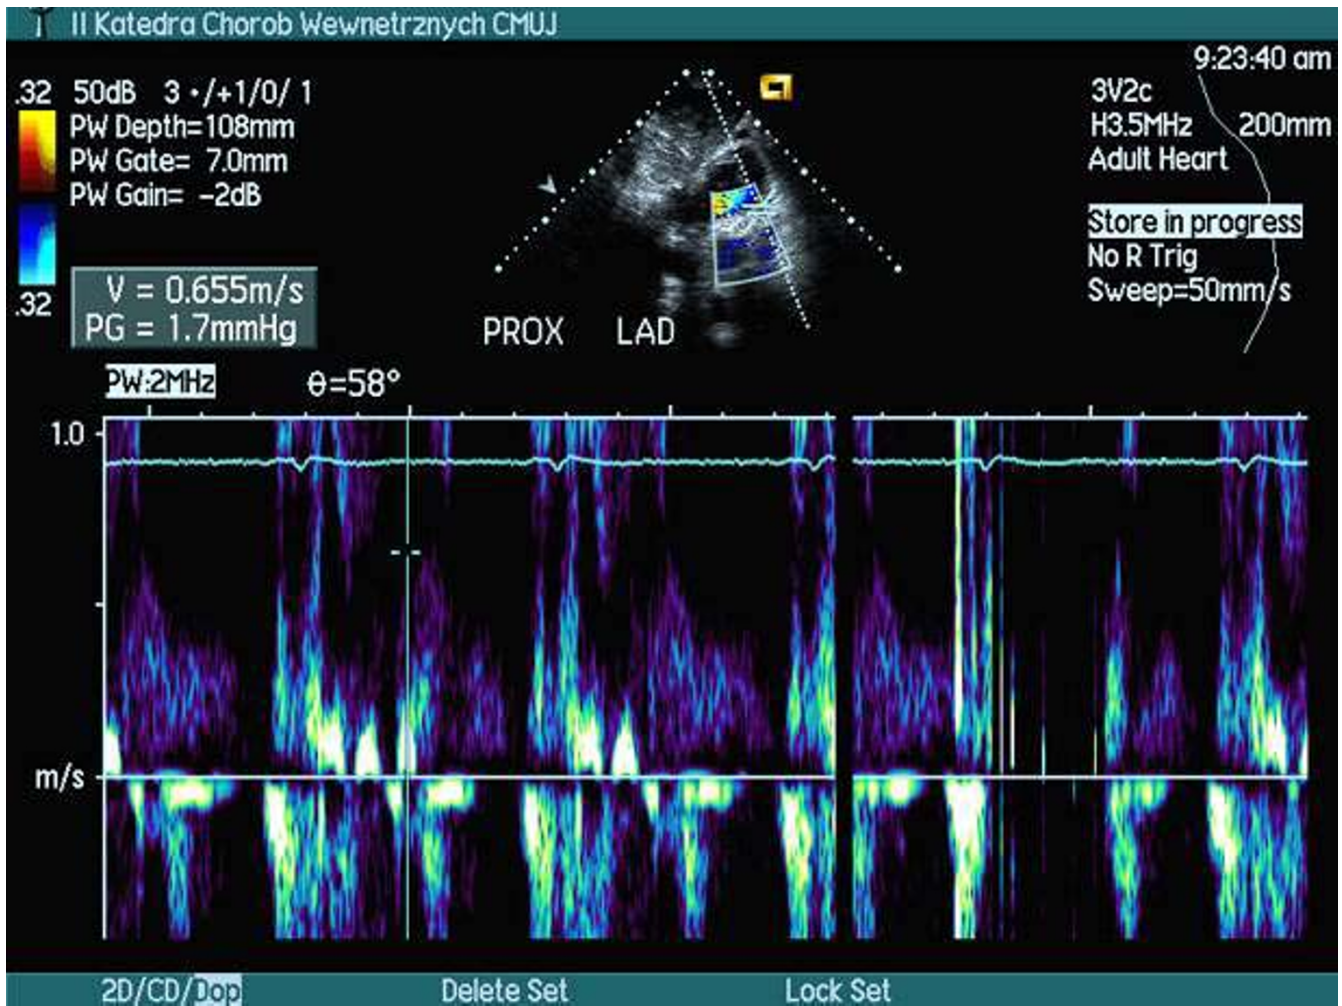 II Katedra Chorob Wewnetrznych CMUJ
9:23:40 am
.32 50dB 3 •/+1/0/ 1
PW Depth=108mm
PW Gate= 7.0mm
PW Gain= -2dB
.32
V = 0.655m/s
PG = 1.7mmHg
3V2c
H3.5MHz 200mm
Adult Heart
Store in progress
No R Trig
Sweep=50mm/s
PROX LAD
PW:2MHz θ=58°
1.0
m/s
2D/CD/Dop Delete Set Lock Set